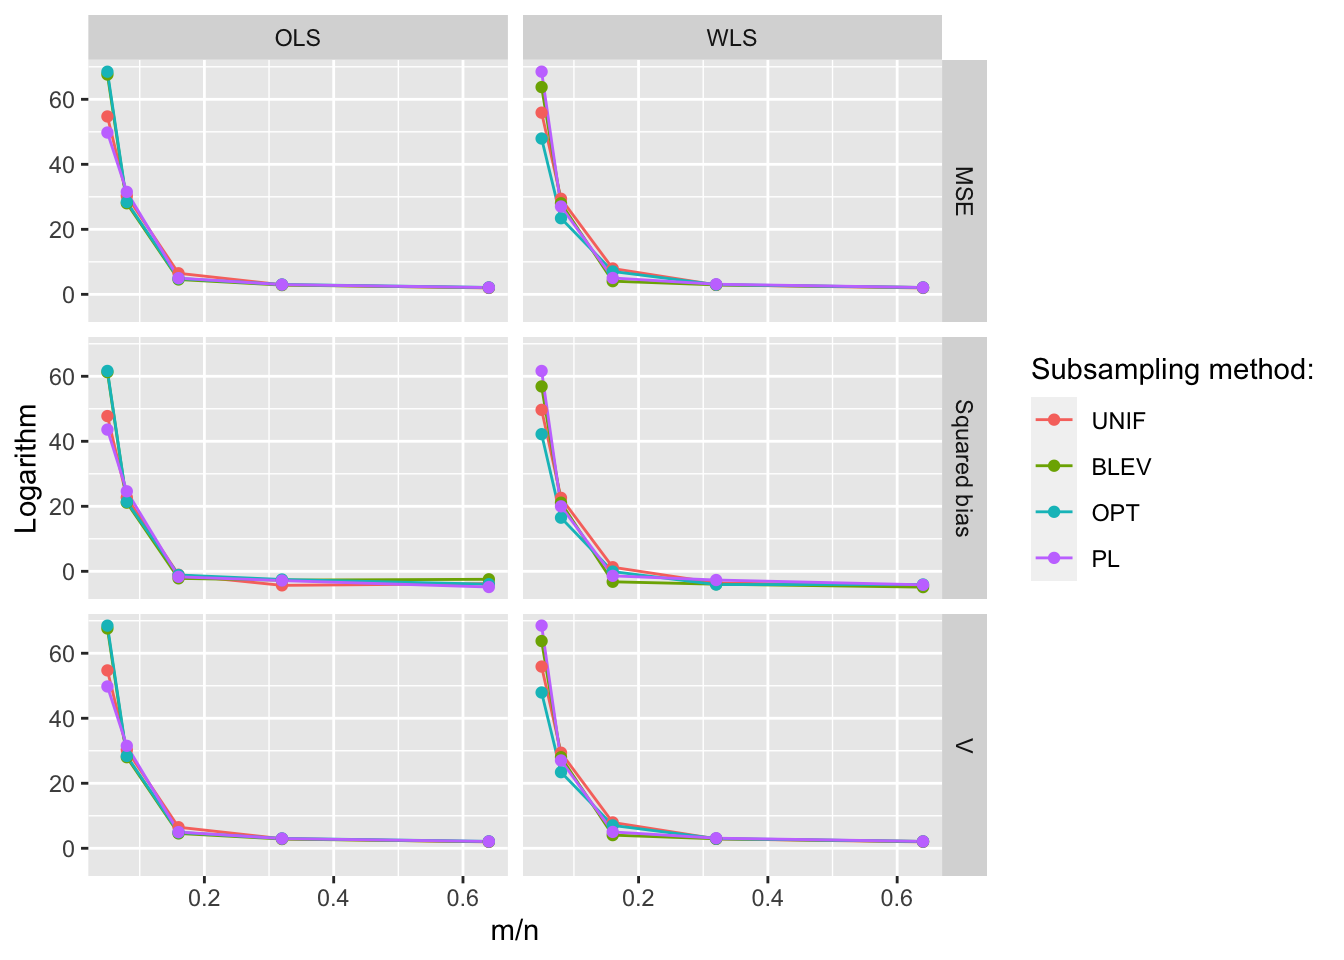 OLS WLS
60
40
20
0
MSE
60
40
20
0
Squared bias
60
40
20
0
V
Logarithm
0.2 0.4 0.6 0.2 0.4 0.6
m/n
Subsampling method:
UNIF
BLEV
OPT
PL